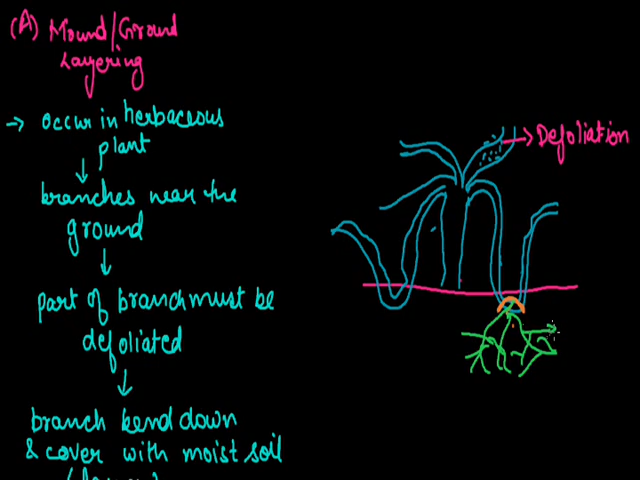 (A) Mound/Ground
Layering
→ occur in herbaceous
plant
↓
branches near the
ground
↓
part of branch must be
defoliated
↓
branch bend down
& cover with moist soil
→ Defoliation